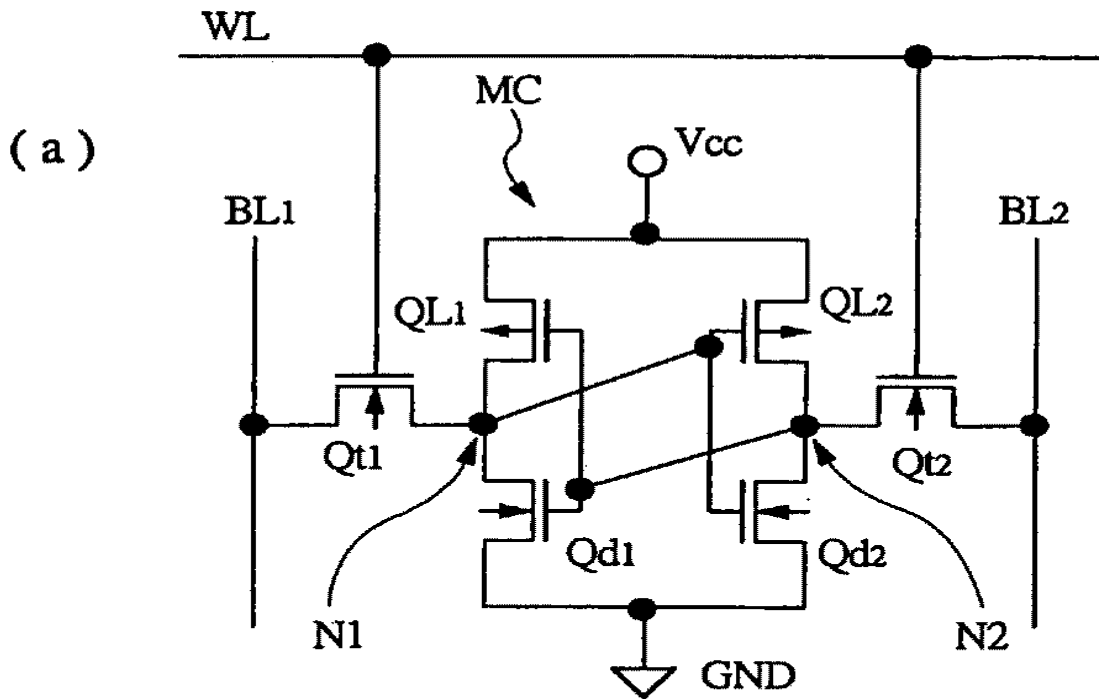 WL
MC
( a )
Vcc
BL1
BL2
QL1
QL2
Qt1
Qt2
Qd1
Qd2
N1
N2
GND